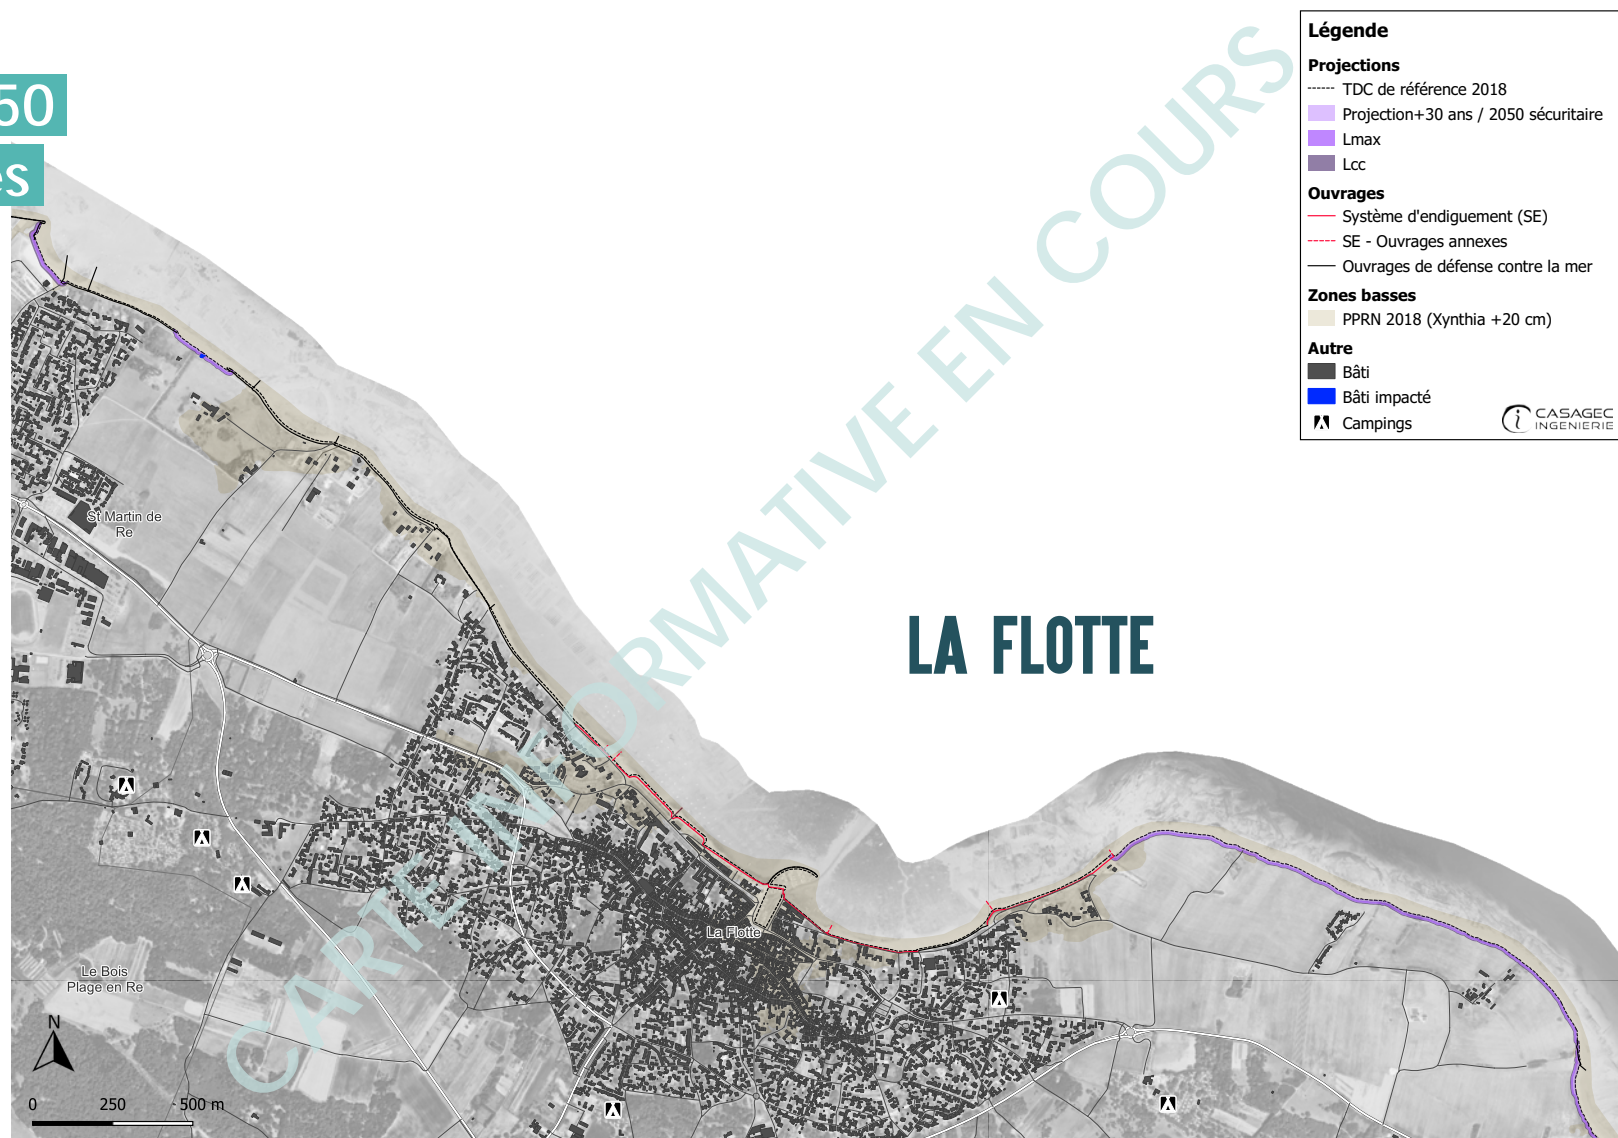 50
es
Légende
Projections
TDC de référence 2018
Projection+30 ans / 2050 sécuritaire
Lmax
Lcc
Ouvrages
Système d'endiguement (SE)
SE - Ouvrages annexes
Ouvrages de défense contre la mer
Zones basses
PPRN 2018 (Xynthia +20 cm)
Autre
Bâti
Bâti impacté
Campings
CASAGEC
INGENIERIE
CARTE INFORMATIVE EN COURS
LA FLOTTE
St Martin de
Re
La Flotte
Le Bois
Plage en Re
N
0 250 500 m